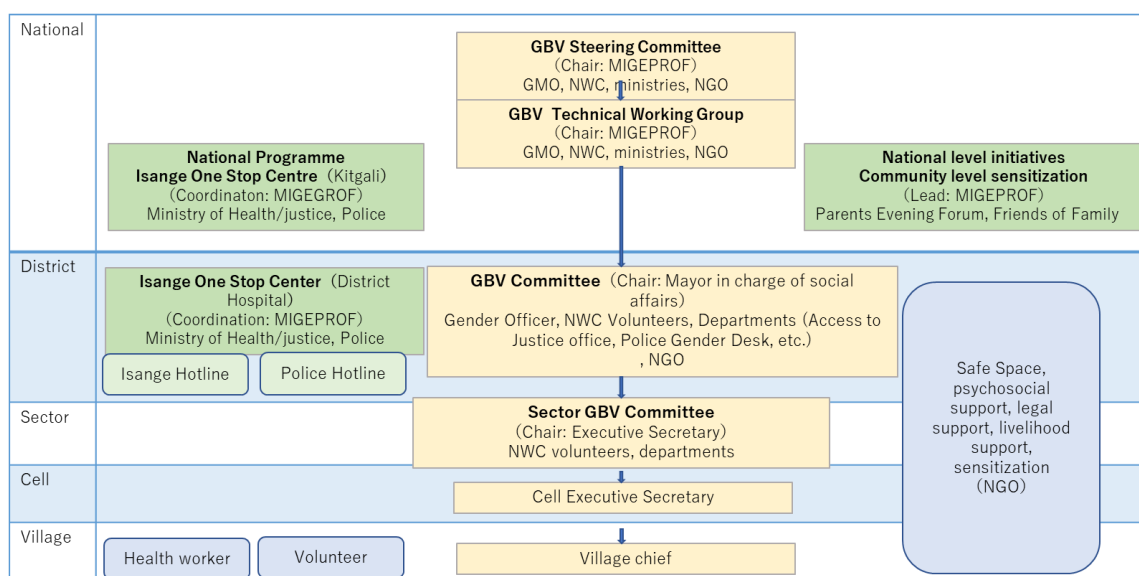 National
GBV Steering Committee
(Chair: MIGEPROF)
GMO, NWC, ministries, NGO
GBV Technical Working Group
(Chair: MIGEPROF)
GMO, NWC, ministries, NGO
National Programme
Isange One Stop Centre (Kitgali)
(Coordinaton: MIGEGROF)
Ministry of Health/justice, Police
National level initiatives
Community level sensitization
(Lead: MIGEPROF)
Parents Evening Forum, Friends of Family
District
Isange One Stop Center (District
Hospital)
(Coordination: MIGEPROF)
Ministry of Health/justice, Police
Isange Hotline
Police Hotline
GBV Committee (Chair: Mayor in charge of social
affairs)
Gender Officer, NWC Volunteers, Departments (Access to
Justice office, Police Gender Desk, etc.)
, NGO
Safe Space,
psychosocial
support, legal
support, livelihood
support,
sensitization
(NGO)
Sector
Sector GBV Committee
(Chair: Executive Secretary)
NWC volunteers, departments
Cell
Cell Executive Secretary
Village
Health worker
Volunteer
Village chief